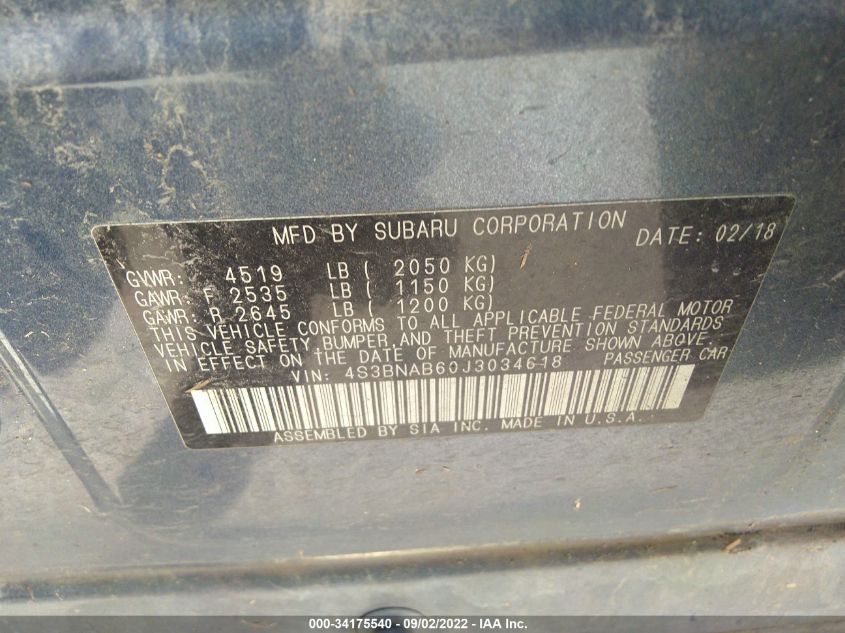 MFD BY SUBARU CORPORATION DATE: 02/18
GVWR: 4519 LB ( 2050 KG)
GAWR: F 2535 LB ( 1150 KG)
GAWR: R 2645 LB ( 1200 KG)
THIS VEHICLE CONFORMS TO ALL APPLICABLE FEDERAL MOTOR
VEHICLE SAFETY BUMPER, AND THEFT PREVENTION STANDARDS
IN EFFECT ON THE DATE OF MANUFACTURE SHOWN ABOVE.
VIN: 4S3BNAB60J3034618 PASSENGER CAR
ASSEMBLED BY SIA INC. MADE IN U.S.A.
000-34175540 - 09/02/2022 - IAA Inc.